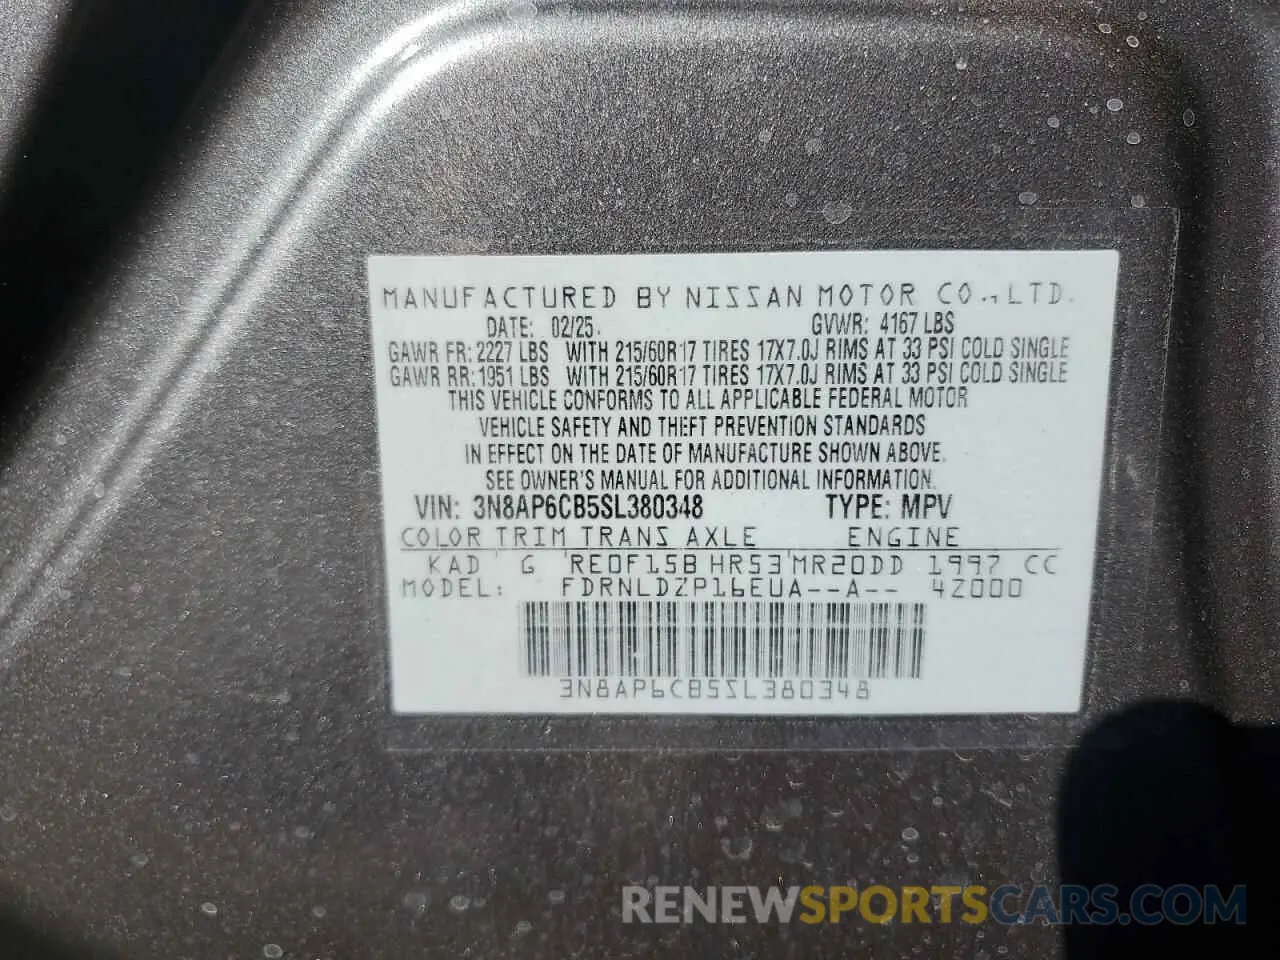 MANUFACTURED BY NISSAN MOTOR CO., LTD.
DATE: 02/25. GVWR: 4167 LBS
GAWR FR: 2227 LBS WITH 215/60R17 TIRES 17X7.0J RIMS AT 33 PSI COLD SINGLE
GAWR RR: 1951 LBS WITH 215/60R17 TIRES 17X7.0J RIMS AT 33 PSI COLD SINGLE
THIS VEHICLE CONFORMS TO ALL APPLICABLE FEDERAL MOTOR
VEHICLE SAFETY AND THEFT PREVENTION STANDARDS
IN EFFECT ON THE DATE OF MANUFACTURE SHOWN ABOVE.
SEE OWNER'S MANUAL FOR ADDITIONAL INFORMATION.
VIN: 3N8AP6CB5SL380348 TYPE: MPV
COLOR TRIM TRANS AXLE ENGINE
KAD G RE0F15B HR53 MR20DD 1997 CC
MODEL: FDRNLDZP16EUA--A-- 42000
3N8AP6CB5SL380348
RENEWSPORTSCARS.COM